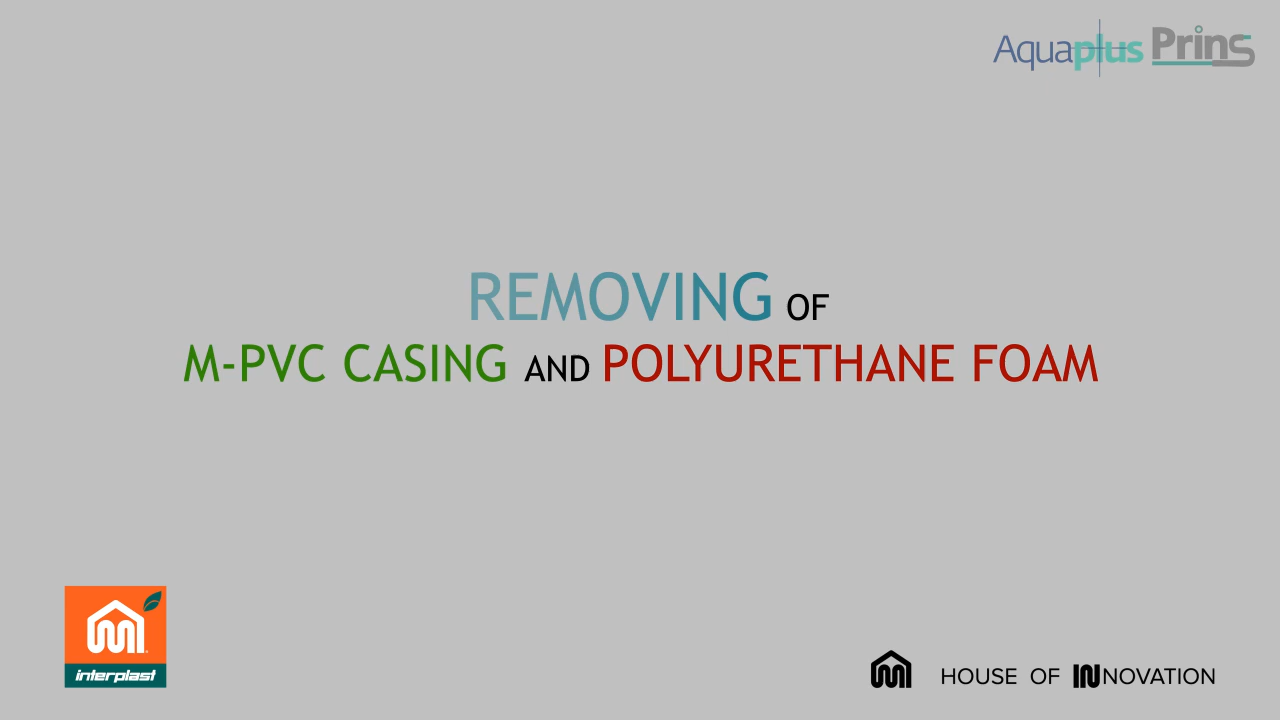 Aquaplus Prins
REMOVING OF
M-PVC CASING AND POLYURETHANE FOAM
interplast
HOUSE OF INNOVATION